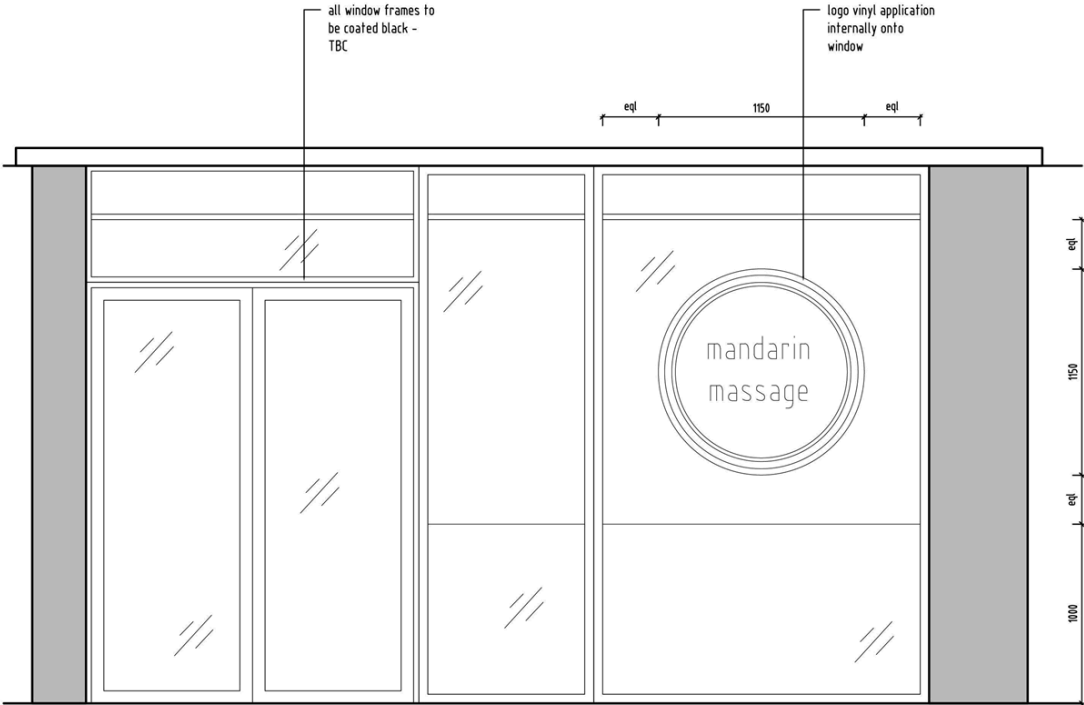 all window frames to
be coated black -
TBC
logo vinyl application
internally onto
window
eql
1150
eql
eql
1150
eql
1000
mandarin
massage